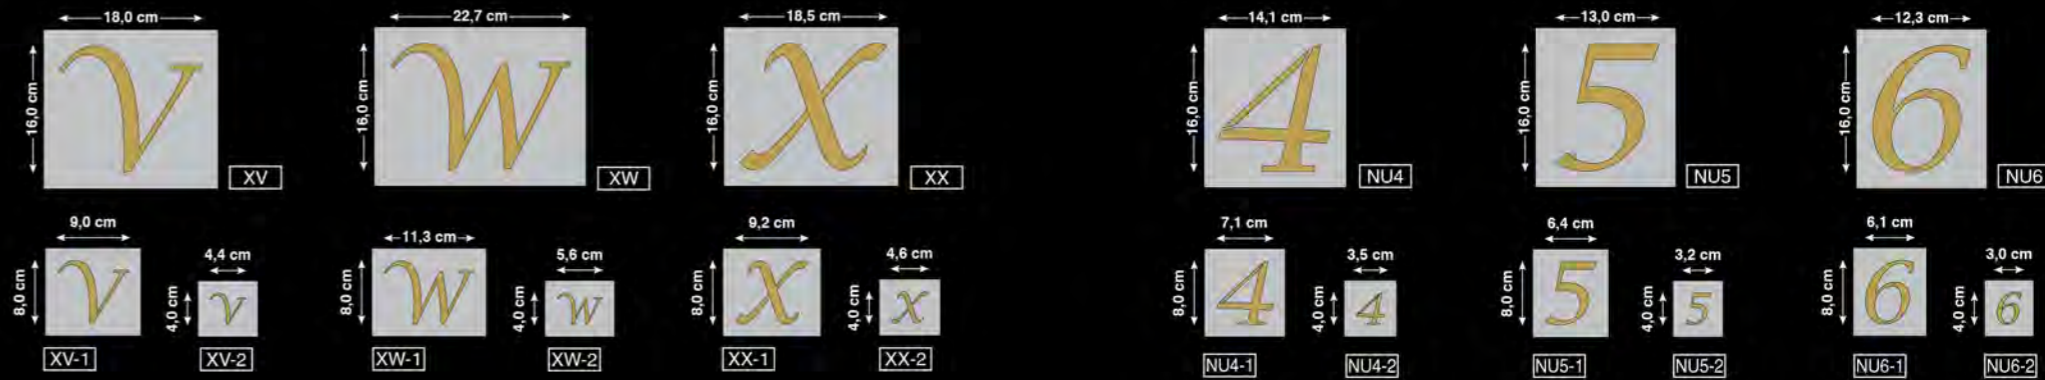 18,0 cm
16,0 cm
V
XV
22,7 cm
16,0 cm
W
XW
18,5 cm
16,0 cm
X
XX
14,1 cm
16,0 cm
4
NU4
13,0 cm
16,0 cm
5
NU5
12,3 cm
16,0 cm
6
NU6
9,0 cm
8,0 cm
V
XV-1
4,4 cm
4,0 cm
V
XV-2
11,3 cm
8,0 cm
W
XW-1
5,6 cm
4,0 cm
W
XW-2
9,2 cm
8,0 cm
X
XX-1
4,6 cm
4,0 cm
X
XX-2
7,1 cm
8,0 cm
4
NU4-1
3,5 cm
4,0 cm
4
NU4-2
6,4 cm
8,0 cm
5
NU5-1
3,2 cm
4,0 cm
5
NU5-2
6,1 cm
8,0 cm
6
NU6-1
3,0 cm
4,0 cm
6
NU6-2